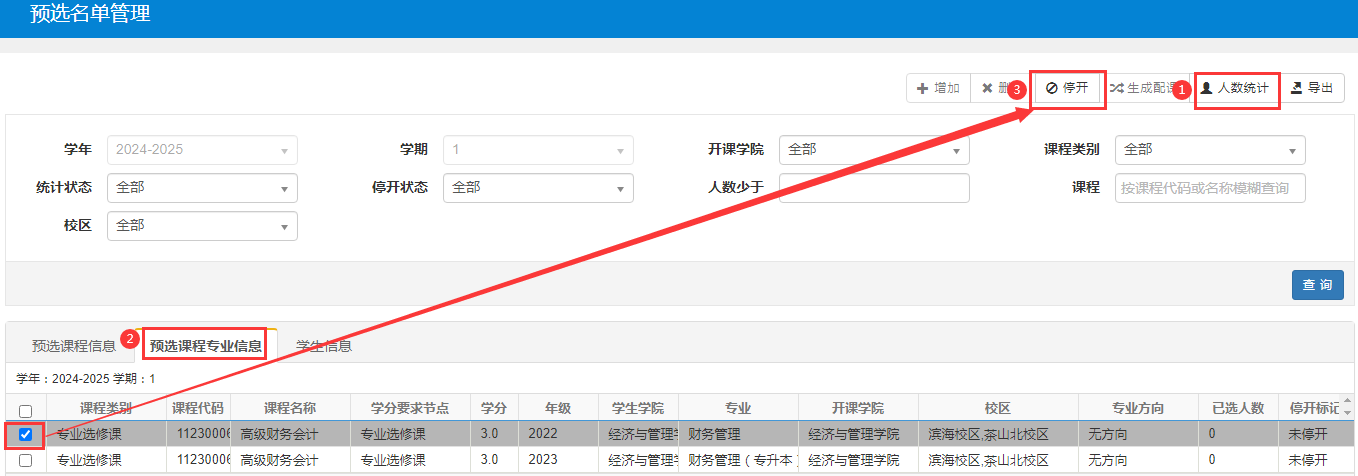 预选名单管理
增加 删 3 停开 生成配课 1 人数统计 导出
学年 2024-2025 学期 1 开课学院 全部 课程类别 全部
统计状态 全部 停开状态 全部 人数少于 课程 按课程代码或名称模糊查询
校区 全部
查 询
预选课程信息 2 预选课程专业信息 学生信息
学年：2024-2025 学期：1
课程类别 课程代码 课程名称 学分要求节点 学分 年级 学生学院 专业 开课学院 校区 专业方向 已选人数 停开标记
专业选修课 11230006 高级财务会计 专业选修课 3.0 2022 经济与管理学 财务管理 经济与管理学院 滨海校区,茶山北校区 无方向 0 未停开
专业选修课 11230006 高级财务会计 专业选修课 3.0 2023 经济与管理学 财务管理（专升本） 经济与管理学院 滨海校区,茶山北校区 无方向 0 未停开